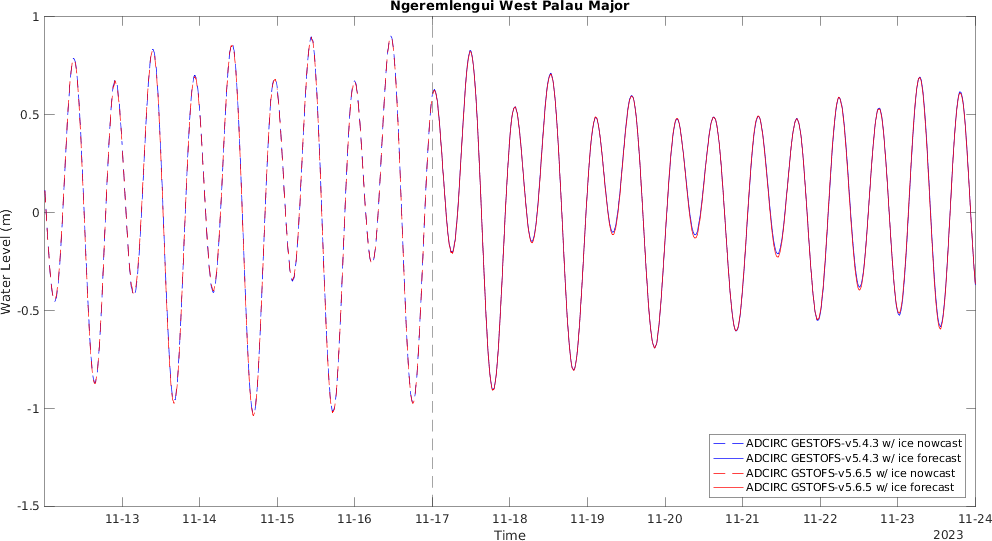 Ngeremlengui West Palau Major
Water Level (m)
1
0.5
0
-0.5
-1
-1.5
11-13 11-14 11-15 11-16 11-17 11-18 11-19 11-20 11-21 11-22 11-23 11-24
Time
2023
ADCIRC GESTOFS-v5.4.3 w/ ice nowcast
ADCIRC GESTOFS-v5.4.3 w/ ice forecast
ADCIRC GSTOFS-v5.6.5 w/ ice nowcast
ADCIRC GSTOFS-v5.6.5 w/ ice forecast